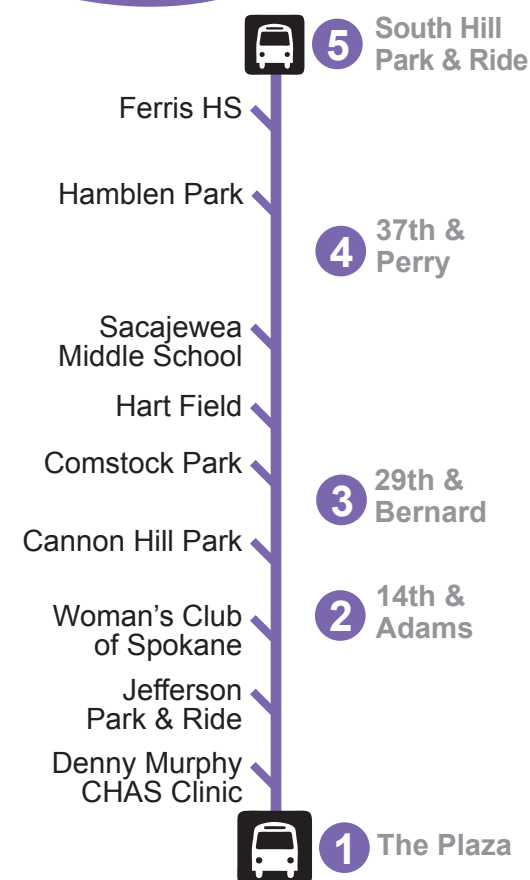 5
South Hill
Park & Ride
Ferris HS
Hamblen Park
4
37th &
Perry
Sacajewea
Middle School
Hart Field
Comstock Park
3
29th &
Bernard
Cannon Hill Park
2
14th &
Adams
Woman's Club
of Spokane
Jefferson
Park & Ride
Denny Murphy
CHAS Clinic
1
The Plaza